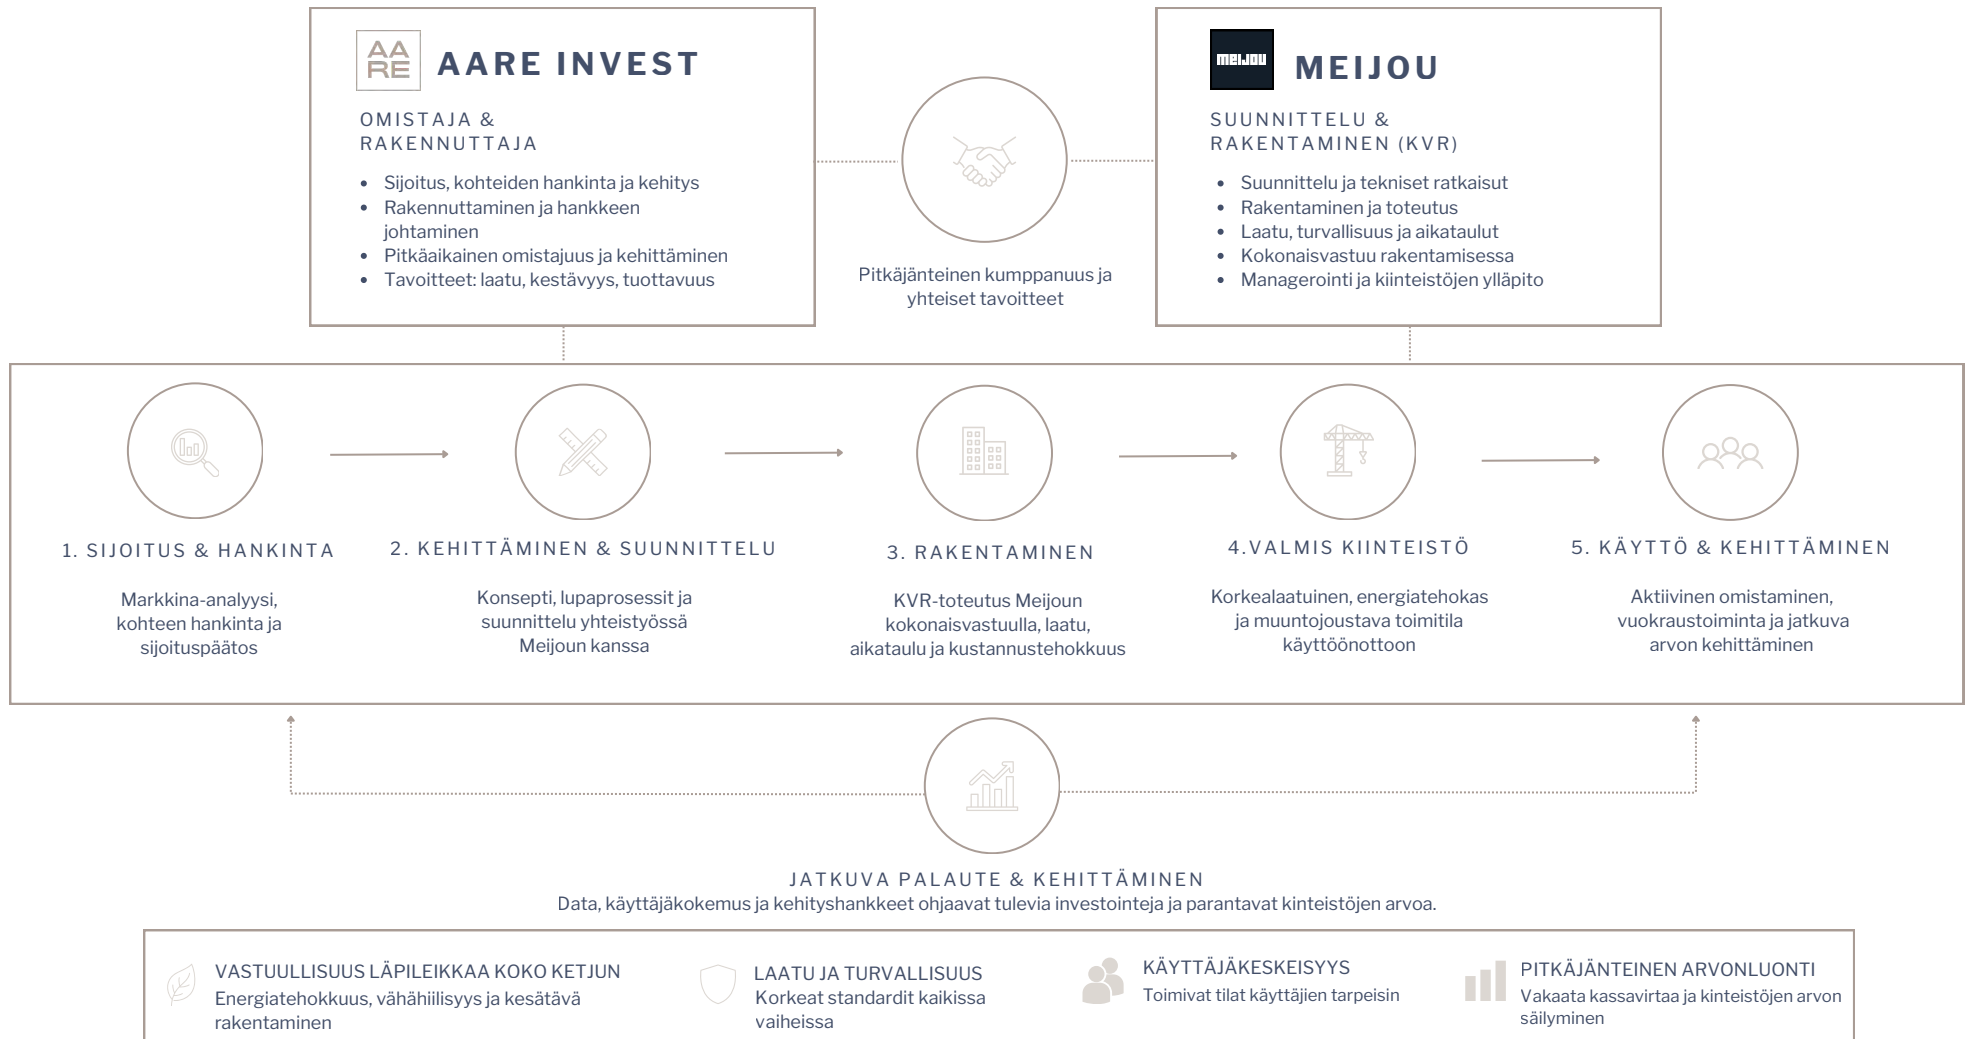 AA
RE
AARE INVEST
OMISTAJA &
RAKENNUTTAJA
• Sijoitus, kohteiden hankinta ja kehitys
• Rakennuttaminen ja hankkeen
johtaminen
• Pitkäaikainen omistajuus ja kehittäminen
• Tavoitteet: laatu, kestävyys, tuottavuus
Pitkäjänteinen kumppanuus ja
yhteiset tavoitteet
meijou
MEIJOU
SUUNNITTELU &
RAKENTAMINEN (KVR)
• Suunnittelu ja tekniset ratkaisut
• Rakentaminen ja toteutus
• Laatu, turvallisuus ja aikataulut
• Kokonaisvastuu rakentamisessa
• Managerointi ja kiinteistöjen ylläpito
1. SIJOITUS & HANKINTA
Markkina-analyysi,
kohteen hankinta ja
sijoituspäätos
2. KEHITTÄMINEN & SUUNNITTELU
Konsepti, lupaprosessit ja
suunnittelu yhteistyössä
Meijoun kanssa
3. RAKENTAMINEN
KVR-toteutus Meijoun
kokonaisvastuulla, laatu,
aikataulu ja kustannustehokkuus
4.VALMIS KIINTEISTÖ
Korkealaatuinen, energiatehokas
ja muuntojoustava toimitila
käyttöönottoon
5. KÄYTTÖ & KEHITTÄMINEN
Aktiivinen omistaminen,
vuokraustoiminta ja jatkuva
arvon kehittäminen
JATKUVA PALAUTE & KEHITTÄMINEN
Data, käyttäjäkokemus ja kehityshankkeet ohjaavat tulevia investointeja ja parantavat kinteistöjen arvoa.
VASTUULLISUUS LÄPILEIKKAA KOKO KETJUN
Energiatehokkuus, vähähiilisyys ja kesätävä
rakentaminen
LAATU JA TURVALLISUUS
Korkeat standardit kaikissa
vaiheissa
KÄYTTÄJÄKESKEISYYS
Toimivat tilat käyttäjien tarpeisin
PITKÄJÄNTEINEN ARVONLUONTI
Vakaata kassavirtaa ja kinteistöjen arvon
säilyminen